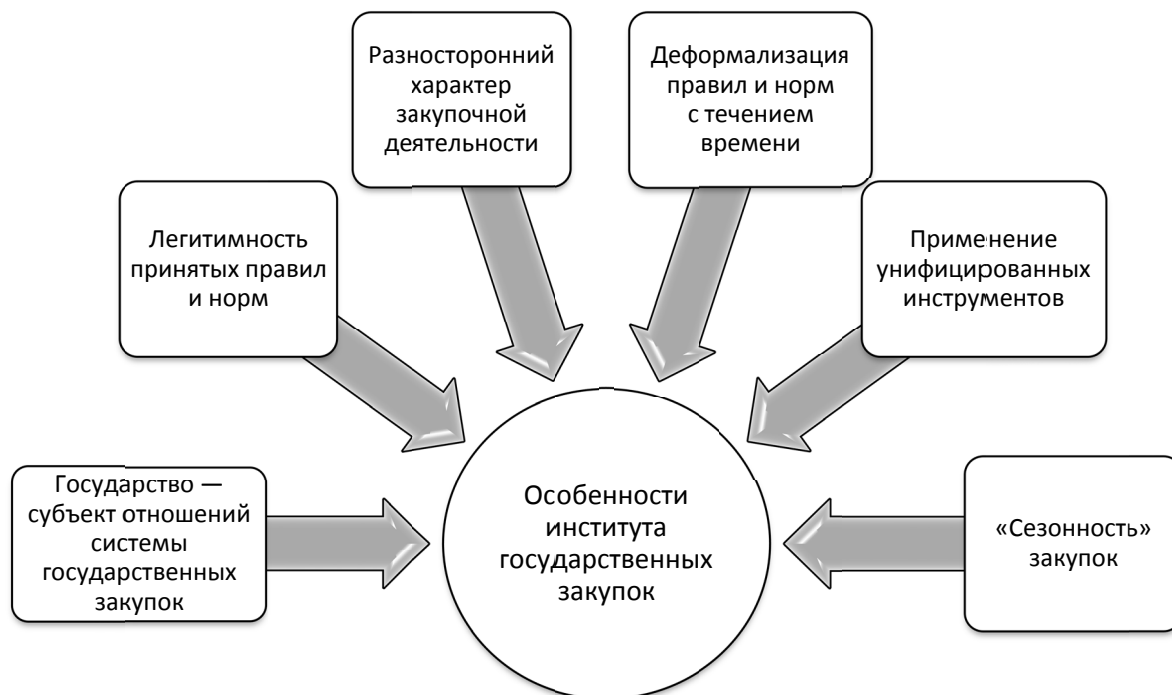 Разносторонний
характер
закупочной
деятельности
Деформализация
правил и норм
с течением
времени
Легитимность
принятых правил
и норм
Применение
унифицированных
инструментов
Государство —
субъект отношений
системы
государственных
закупок
Особенности
института
государственных
закупок
«Сезонность»
закупок